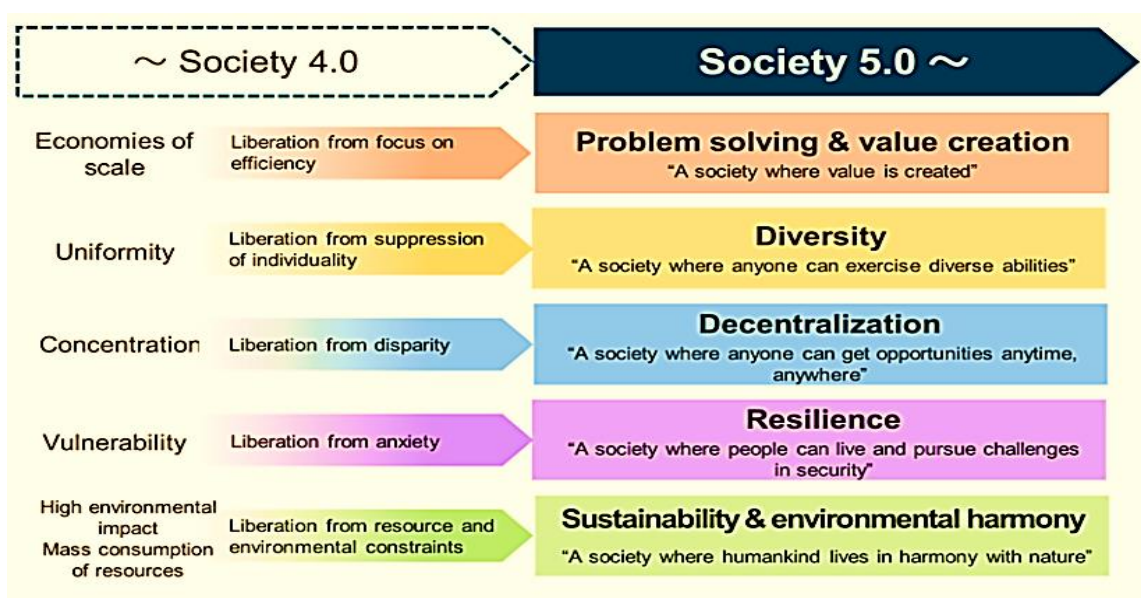 ~ Society 4.0
Society 5.0 ~
Economies of
scale
Liberation from focus on
efficiency
Problem solving & value creation
“A society where value is created”
Uniformity
Liberation from suppression
of individuality
Diversity
“A society where anyone can exercise diverse abilities”
Concentration
Liberation from disparity
Decentralization
“A society where anyone can get opportunities anytime,
anywhere”
Vulnerability
Liberation from anxiety
Resilience
“A society where people can live and pursue challenges
in security”
High environmental
impact
Mass consumption
of resources
Liberation from resource and
environmental constraints
Sustainability & environmental harmony
“A society where humankind lives in harmony with nature”